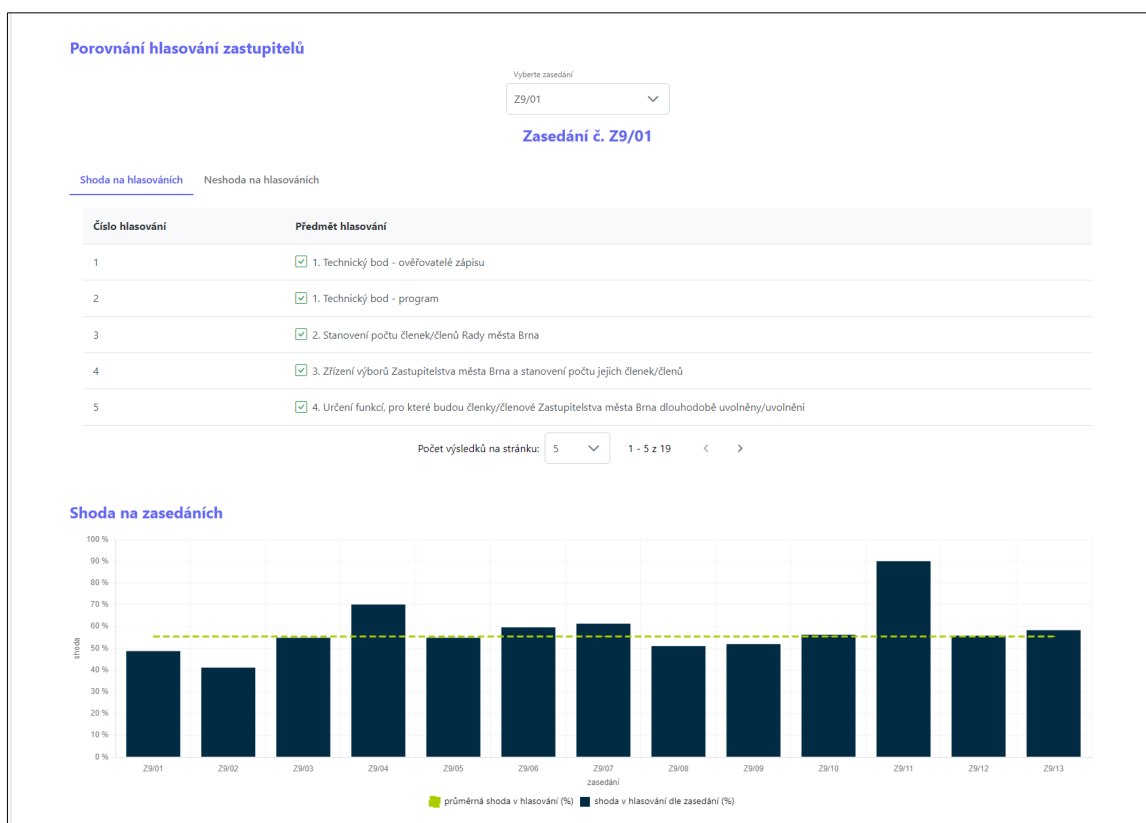 Porovnání hlasování zastupitelů
Vyberte zasedání
Z9/01
Zasedání č. Z9/01
Shoda na hlasováních Neshoda na hlasováních
Číslo hlasování Předmět hlasování
1 1. Technický bod - ověřovatelé zápisu
2 1. Technický bod - program
3 2. Stanovení počtu členek/členů Rady města Brna
4 3. Zřízení výborů Zastupitelstva města Brna a stanovení počtu jejich členek/členů
5 4. Určení funkcí, pro které budou členky/členové Zastupitelstva města Brna dlouhodobě uvolněny/uvolněni
Počet výsledků na stránku: 5 1 - 5 z 19
Shoda na zasedáních
100 %
90 %
80 %
70 %
60 %
50 %
40 %
30 %
20 %
10 %
0 %
shoda
Z9/01 Z9/02 Z9/03 Z9/04 Z9/05 Z9/06 Z9/07 Z9/08 Z9/09 Z9/10 Z9/11 Z9/12 Z9/13
zasedání
průměrná shoda v hlasování (%) shoda v hlasování dle zasedání (%)